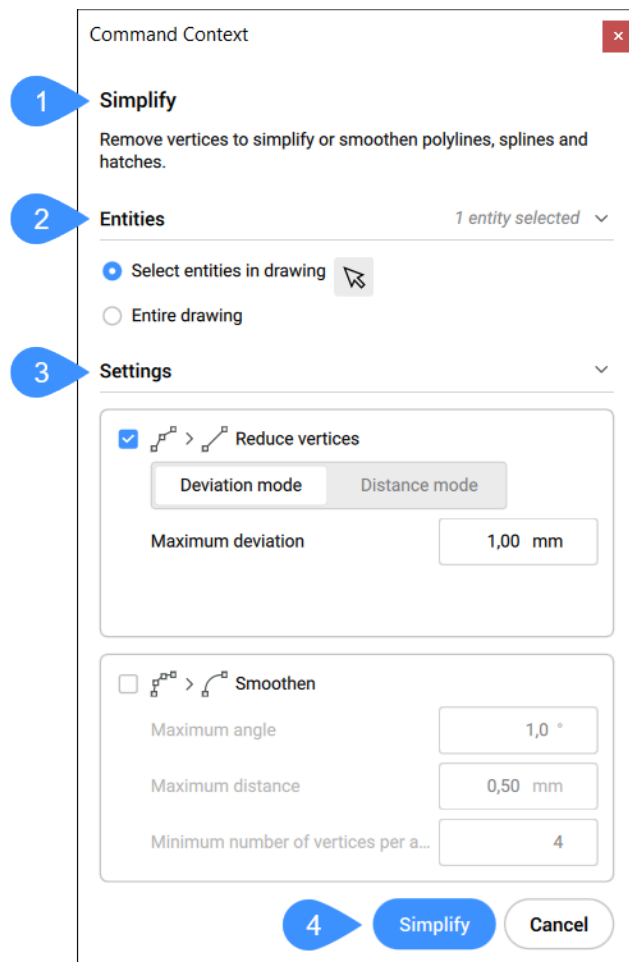 Command Context
×
1
Simplify
Remove vertices to simplify or smoothen polylines, splines and
hatches.
2
Entities 1 entity selected
Select entities in drawing
Entire drawing
3
Settings
> Reduce vertices
Deviation mode Distance mode
Maximum deviation 1,00 mm
> Smoothen
Maximum angle 1,0 °
Maximum distance 0,50 mm
Minimum number of vertices per a... 4
4
Simplify Cancel